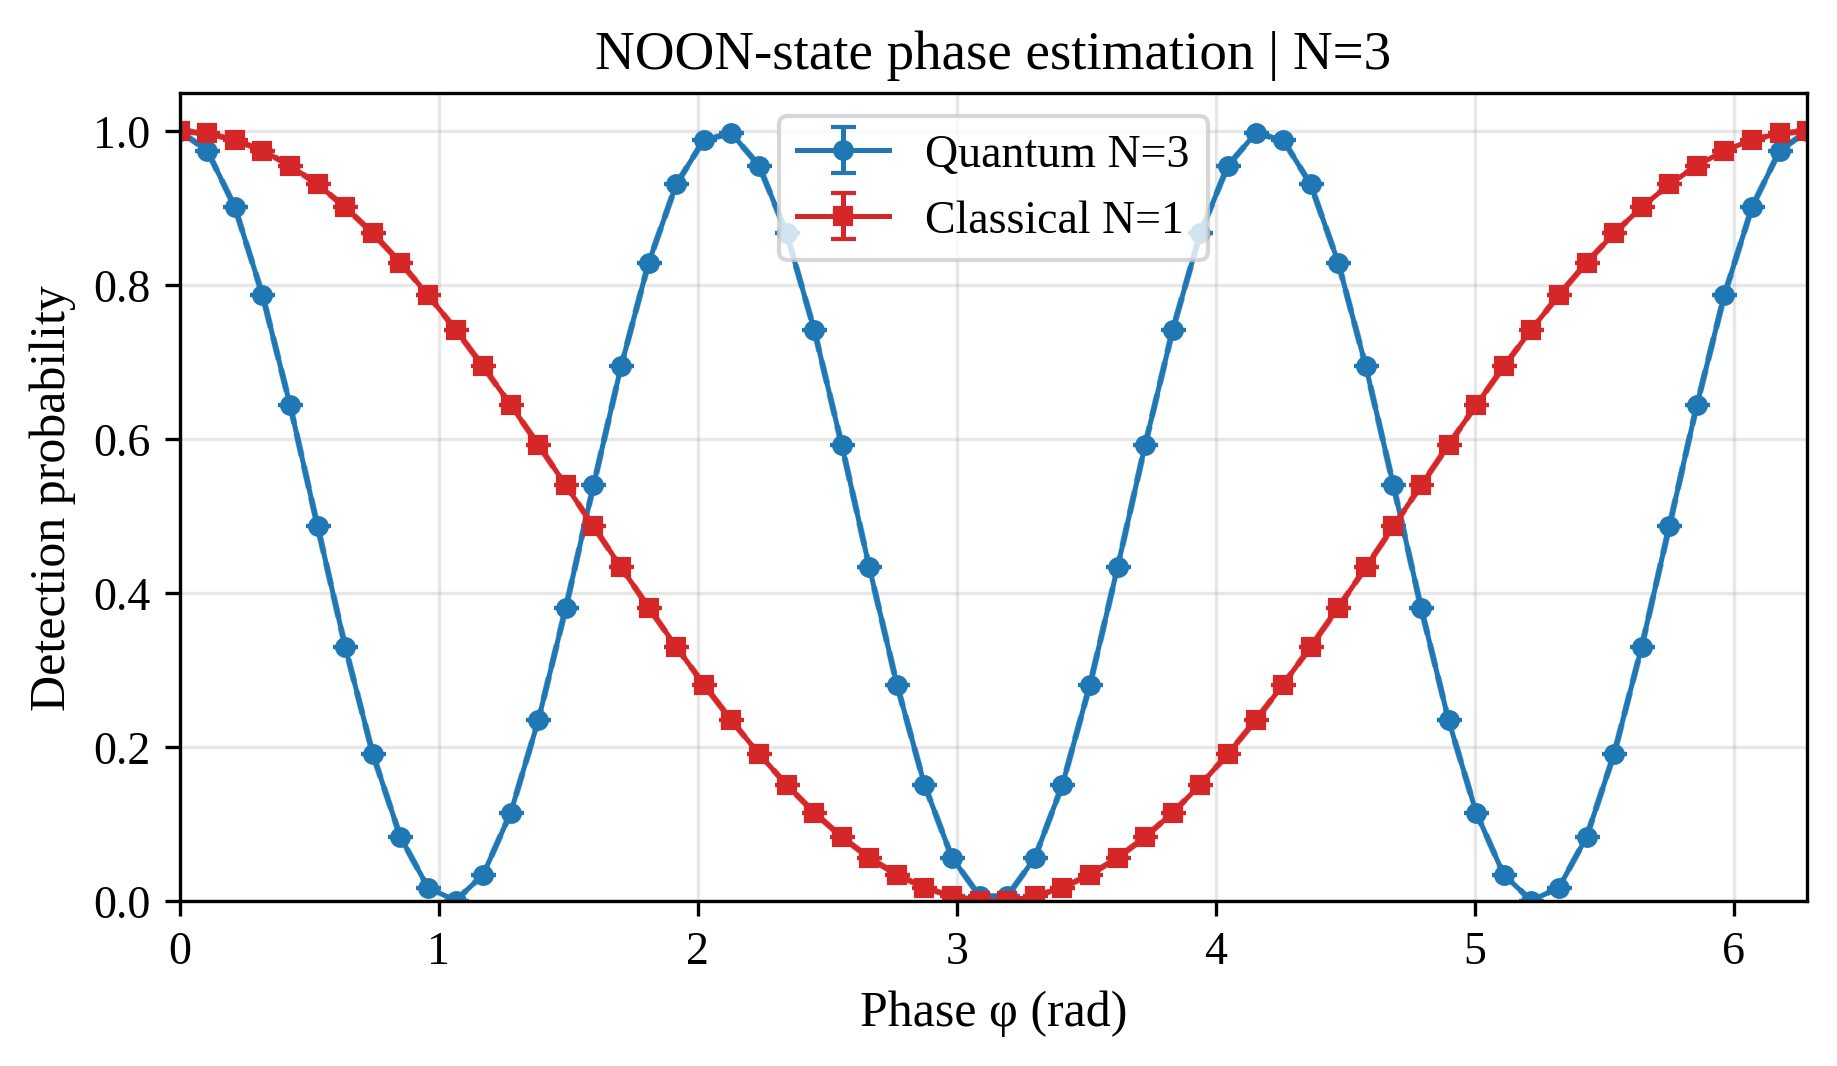 NOON-state phase estimation | N=3
Detection probability
1.0
0.8
0.6
0.4
0.2
0.0
Quantum N=3
Classical N=1
0 1 2 3 4 5 6
Phase φ (rad)